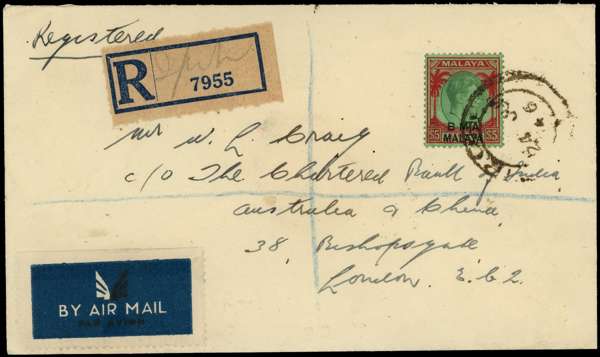 Registered
R
7955
MALAYA
$5 $5
B M A
MALAYA
Mr W. L. Craig
c/o The Chartered Bank of India
Australia & China
38, Bishopsgate
London. E.C.2.
BY AIR MAIL
PAR AVION